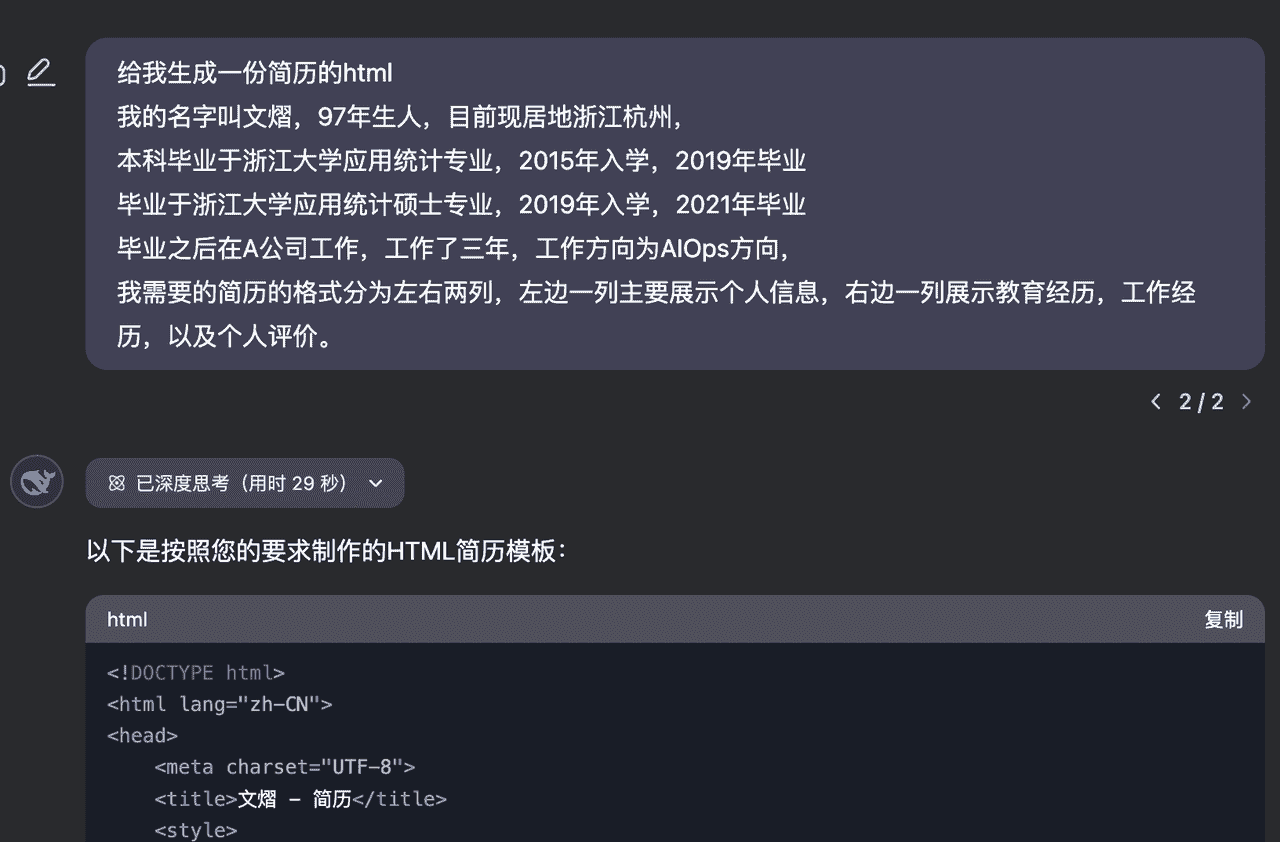 给我生成一份简历的html
我的名字叫文熠，97年生人，目前现居地浙江杭州，
本科毕业于浙江大学应用统计专业，2015年入学，2019年毕业
毕业于浙江大学应用统计硕士专业，2019年入学，2021年毕业
毕业之后在A公司工作，工作了三年，工作方向为AIOps方向，
我需要的简历的格式分为左右两列，左边一列主要展示个人信息，右边一列展示教育经历，工作经
历，以及个人评价。
2 / 2
已深度思考（用时 29 秒）
以下是按照您的要求制作的HTML简历模板：
html 复制
<!DOCTYPE html>
<html lang="zh-CN">
<head>
    <meta charset="UTF-8">
    <title>文熠 - 简历</title>
    <style>